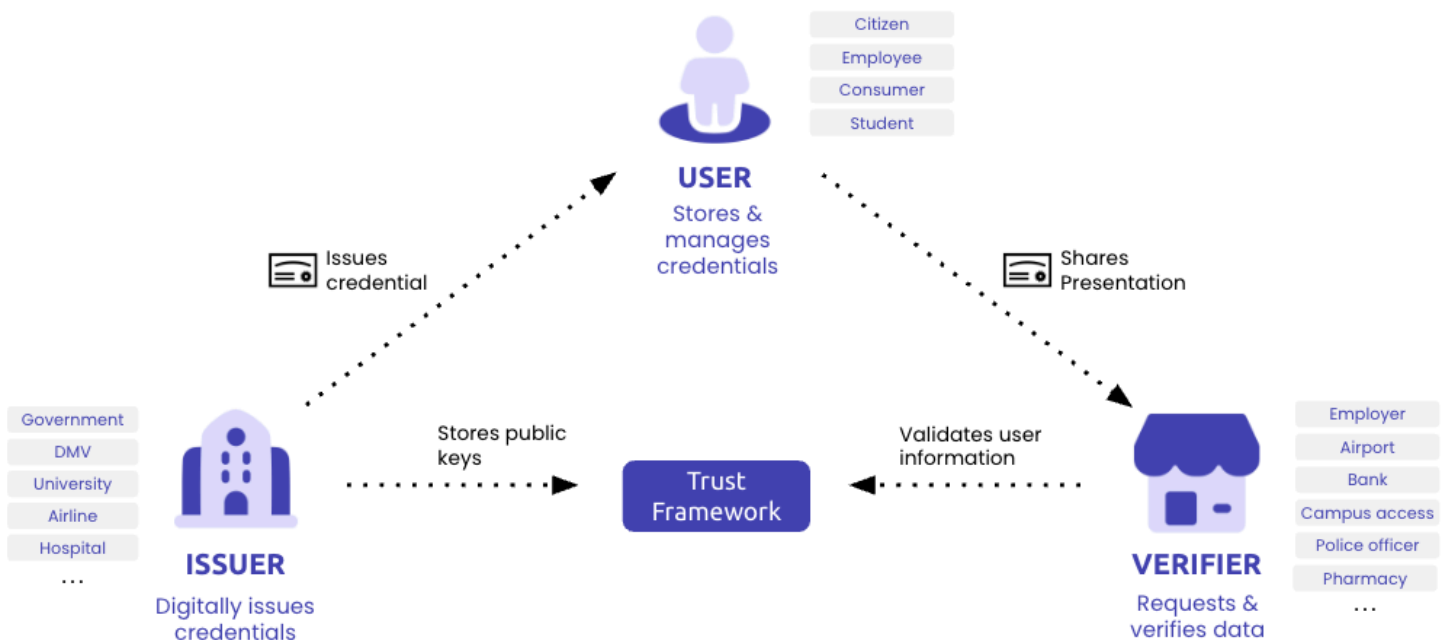 Citizen
Employee
Consumer
Student
USER
Stores &
manages
credentials
Issues
credential
Shares
Presentation
Government
DMV
University
Airline
Hospital
...
ISSUER
Digitally issues
credentials
Stores public
keys
Trust
Framework
Validates user
information
Employer
Airport
Bank
Campus access
Police officer
Pharmacy
...
VERIFIER
Requests &
verifies data